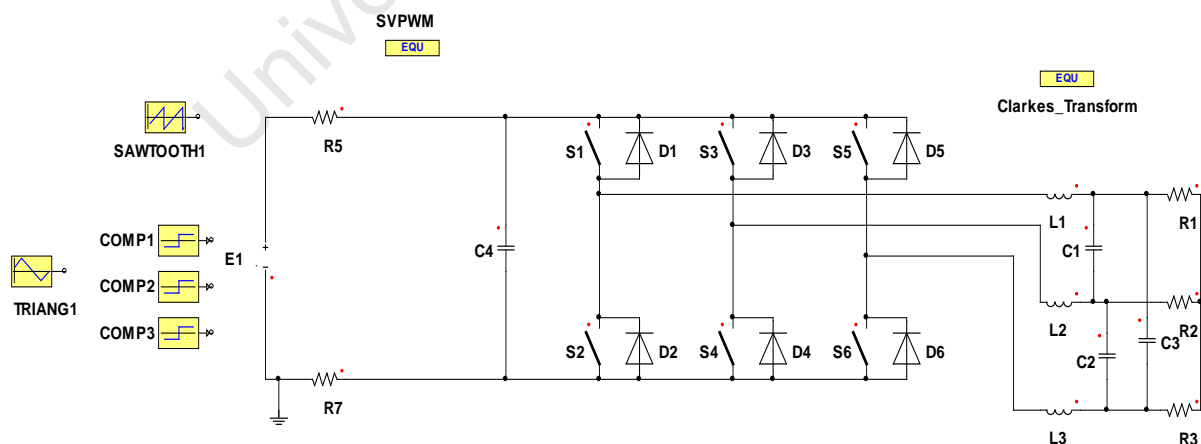 SVPWM
EQU
EQU
Clarkes_Transform
Unive
SAWTOOTH1
R5
S1
D1
S3
D3
S5
D5
L1
R1
COMP1
E1
+
-
C4
C1
TRIANG1
COMP2
COMP3
L2
R2
S2
D2
S4
D4
S6
D6
C2
C3
R7
L3
R3